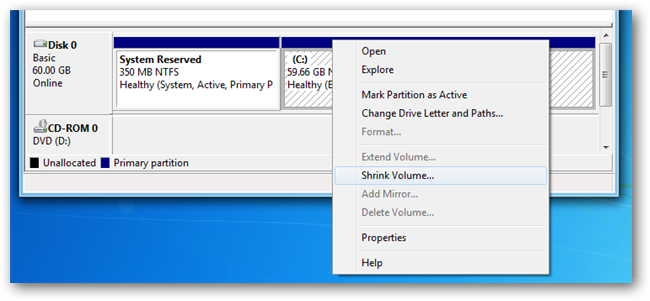 Disk 0
Basic
60.00 GB
Online
System Reserved
350 MB NTFS
Healthy (System, Active, Primary P
(C:)
59.66 GB N
Healthy (B
CD-ROM 0
DVD (D:)
Unallocated Primary partition
Open
Explore
Mark Partition as Active
Change Drive Letter and Paths...
Format...
Extend Volume...
Shrink Volume...
Add Mirror...
Delete Volume...
Properties
Help